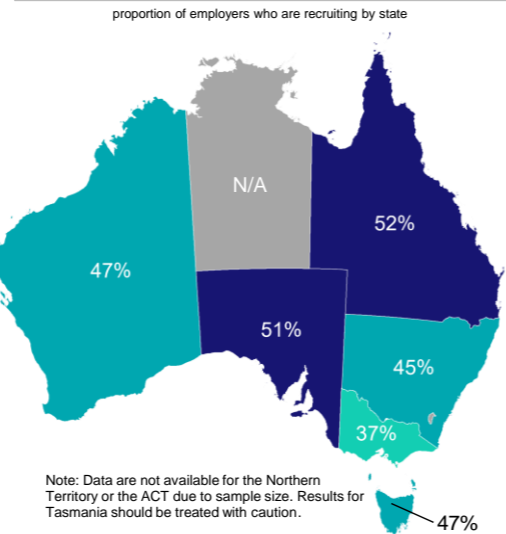 proportion of employers who are recruiting by state
N/A
52%
47%
51%
45%
37%
Note: Data are not available for the Northern
Territory or the ACT due to sample size. Results for
Tasmania should be treated with caution.
47%